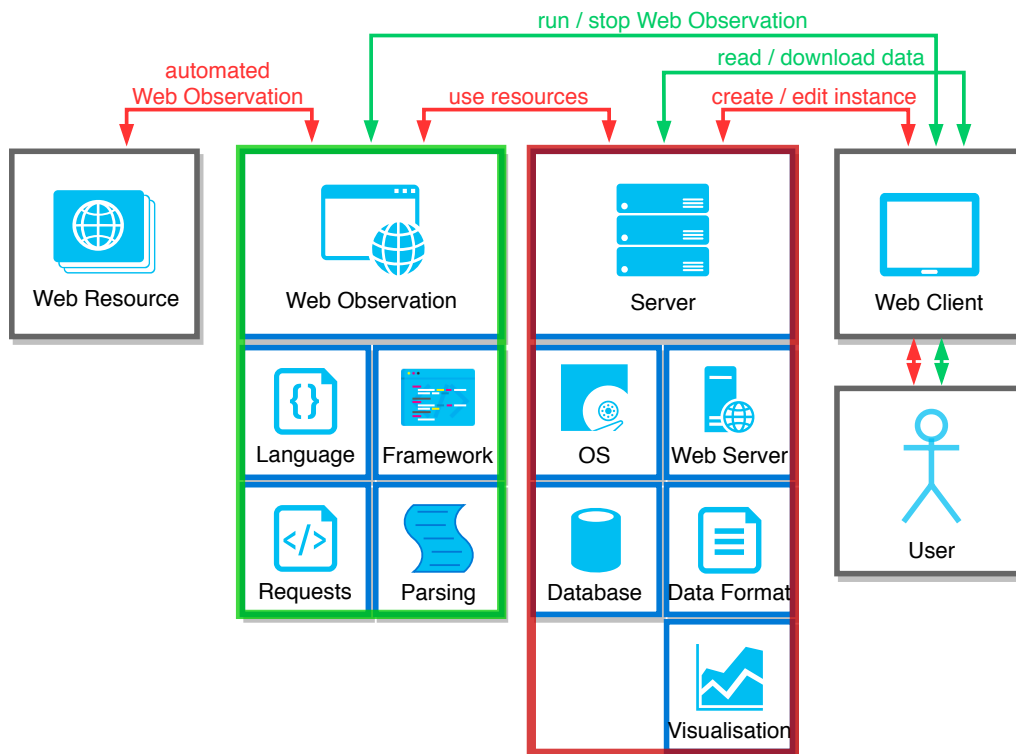 run / stop Web Observation
read / download data
automated
Web Observation
use resources
create / edit instance
Web Resource
Web Observation
Server
Web Client
{}
Language
Framework
OS
Web Server
</>
Requests
Parsing
Database
Data Format
User
Visualisation